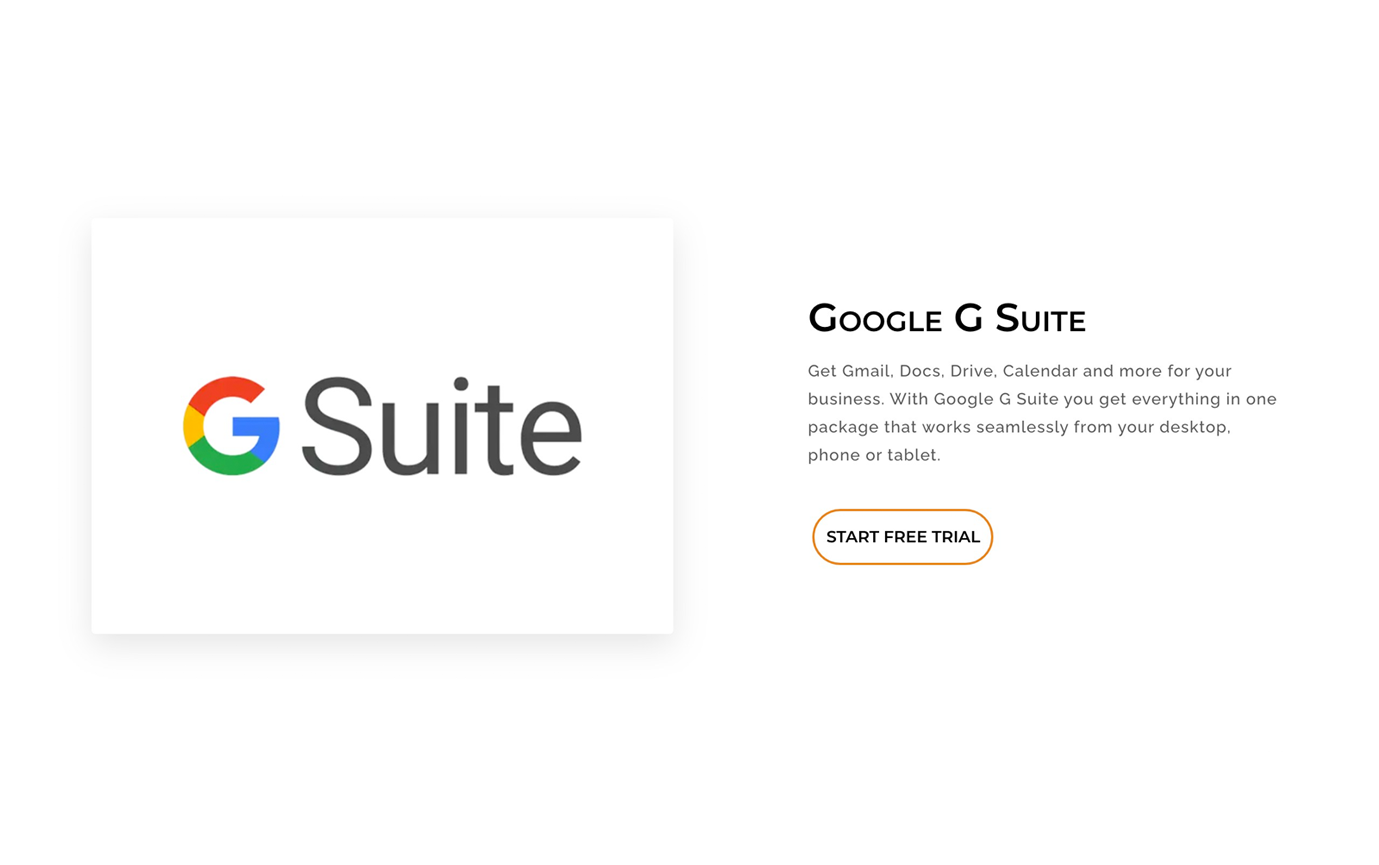 G Suite
Google G Suite
Get Gmail, Docs, Drive, Calendar and more for your
business. With Google G Suite you get everything in one
package that works seamlessly from your desktop,
phone or tablet.
START FREE TRIAL